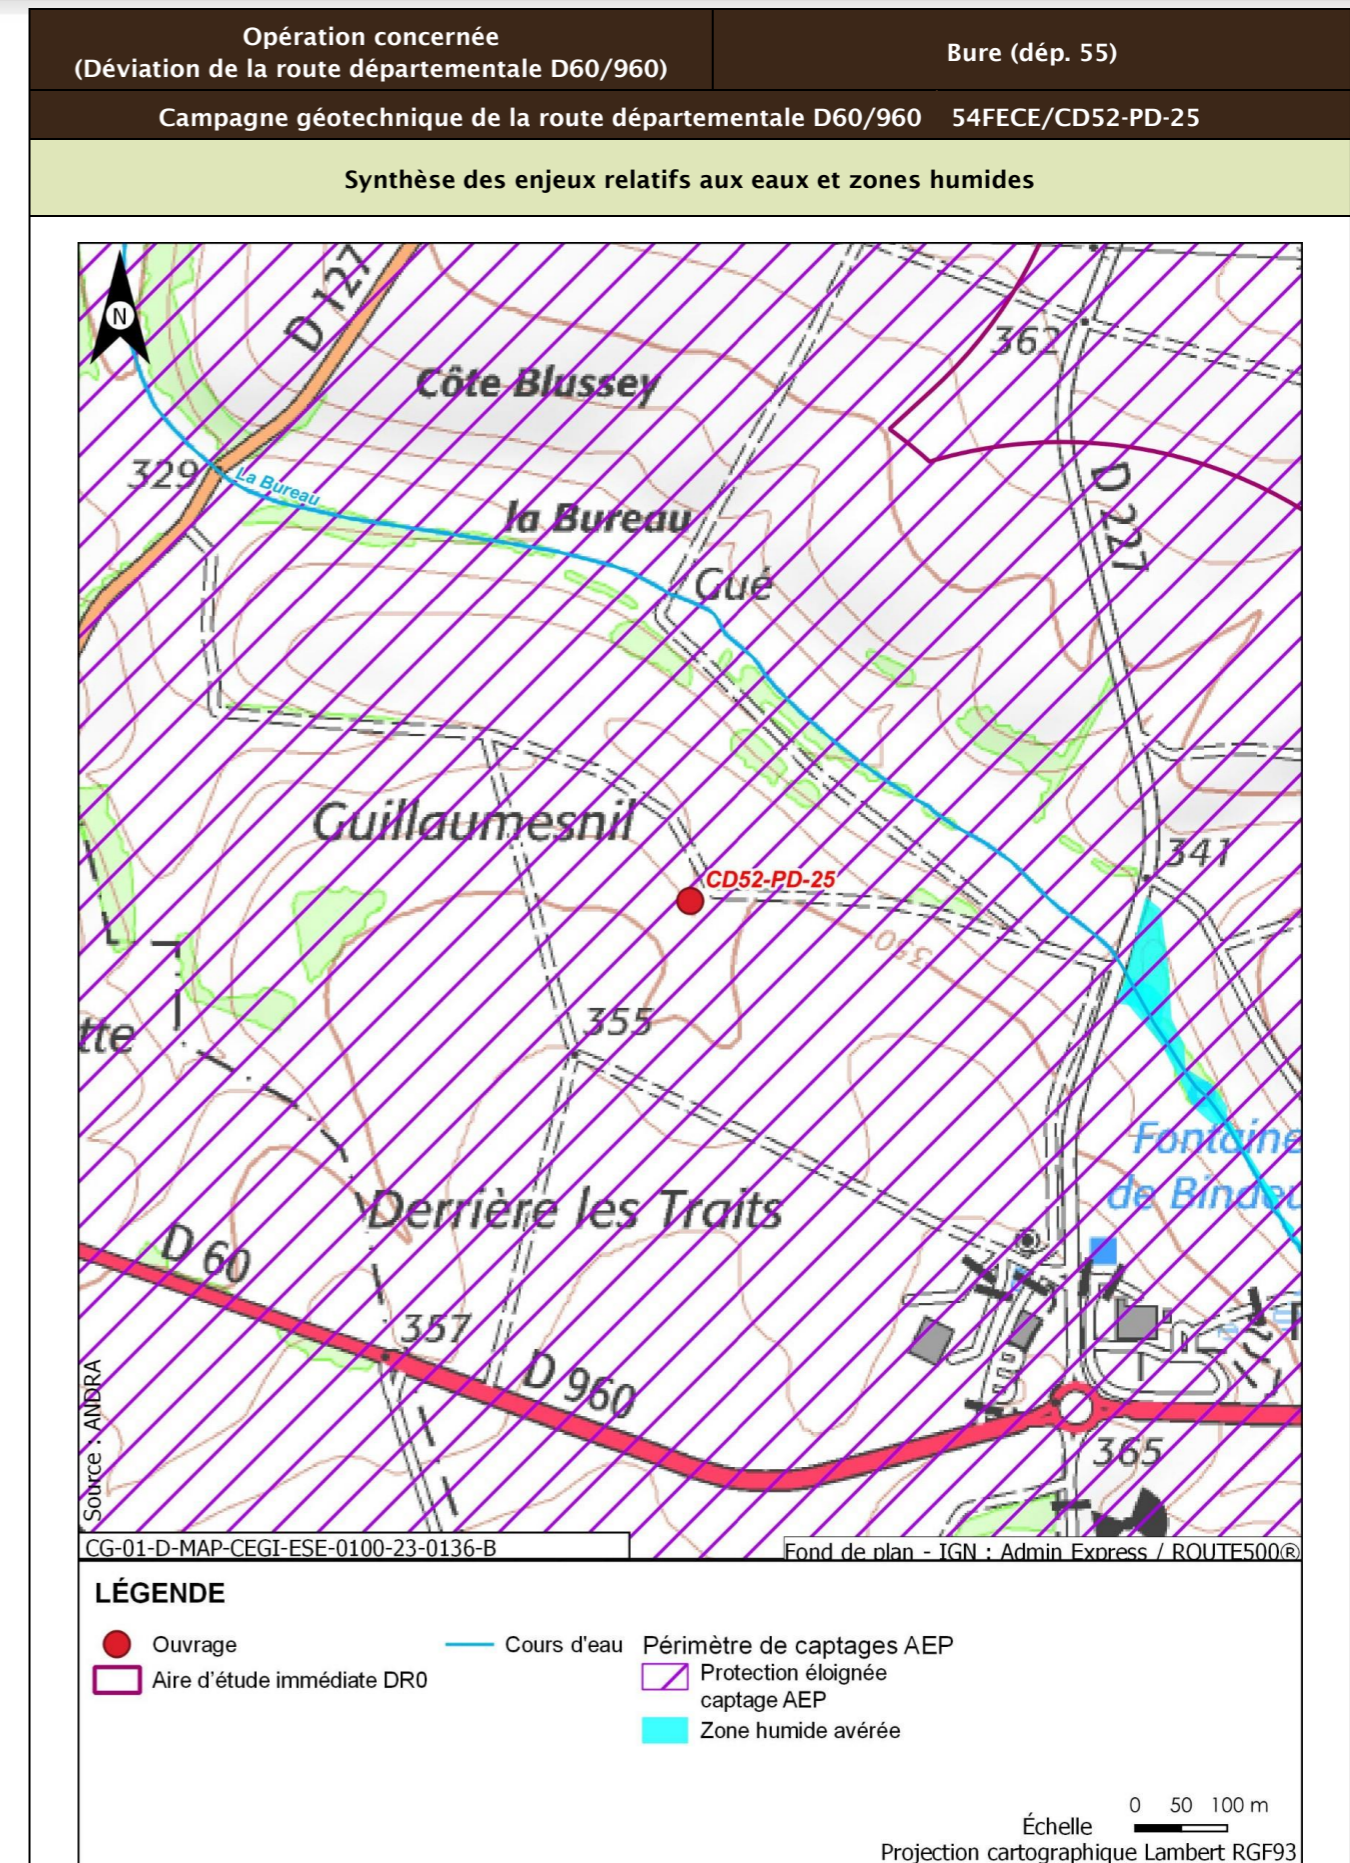 Opération concernée
(Déviation de la route départementale D60/960)
Bure (dép. 55)
Campagne géotechnique de la route départementale D60/960 54FECE/CD52-PD-25
Synthèse des enjeux relatifs aux eaux et zones humides
N
D 127
362
Côte Blussey
329
La Bureau
la Bureau
D 227
Gué
Guillaumesnil
341
CD52-PD-25
350
355
tte
Fontaine
de Bindeu
Derrière les Traits
D 60
357
D 960
365
Source : ANDRA
CG-01-D-MAP-CEGI-ESE-0100-23-0136-B
Fond de plan - IGN : Admin Express / ROUTE500®
LÉGENDE
Ouvrage
Aire d'étude immédiate DR0
Cours d'eau
Périmètre de captages AEP
Protection éloignée
captage AEP
Zone humide avérée
0 50 100 m
Échelle
Projection cartographique Lambert RGF93